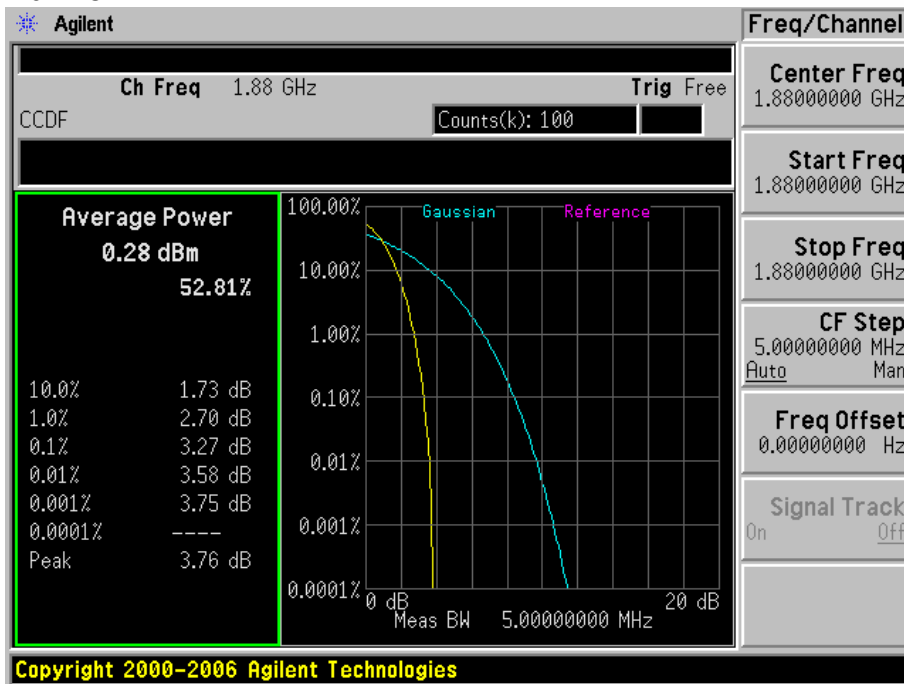 Agilent
Freq/Channel
Ch Freq 1.88 GHz Trig Free
CCDF Counts(k): 100
Average Power
0.28 dBm
52.81%
10.0% 1.73 dB
1.0% 2.70 dB
0.1% 3.27 dB
0.01% 3.58 dB
0.001% 3.75 dB
0.0001% ----
Peak 3.76 dB
Gaussian Reference
100.00%
10.00%
1.00%
0.10%
0.01%
0.001%
0.0001%
0 dB 20 dB
Meas BW 5.00000000 MHz
Center Freq
1.88000000 GHz
Start Freq
1.88000000 GHz
Stop Freq
1.88000000 GHz
CF Step
5.00000000 MHz
Auto Man
Freq Offset
0.00000000 Hz
Signal Track
On Off
Copyright 2000-2006 Agilent Technologies